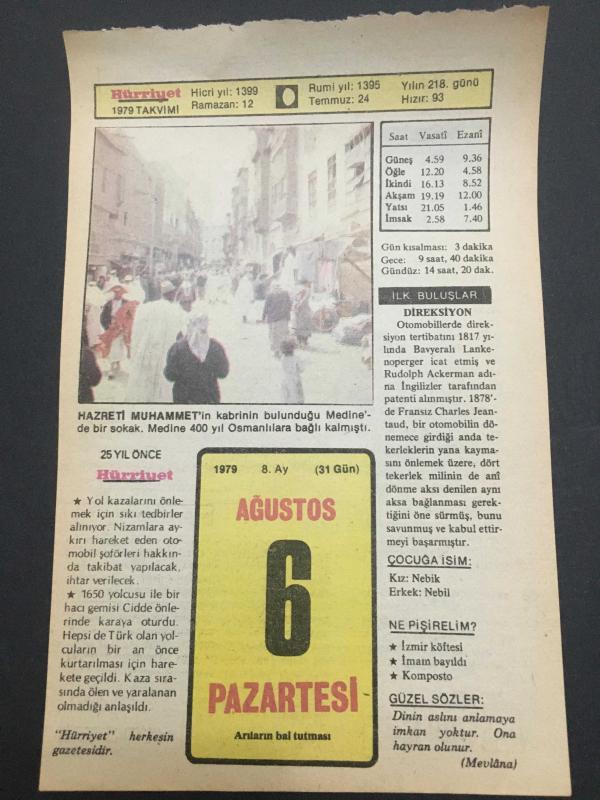 Hürriyet
1979 TAKVİMİ
Hicri yıl: 1399
Ramazan: 12
Rumi yıl: 1395
Temmuz: 24
Yılın 218. günü
Hızır: 93
Saat Vasatî Ezanî
Güneş 4.59 9.36
Öğle 12.20 4.58
İkindi 16.13 8.52
Akşam 19.19 12.00
Yatsı 21.05 1.46
İmsak 2.58 7.40
Gün kısalması: 3 dakika
Gece: 9 saat, 40 dakika
Gündüz: 14 saat, 20 dak.
HAZRETİ MUHAMMET'in kabrinin bulunduğu Medine'-
de bir sokak. Medine 400 yıl Osmanlılara bağlı kalmıştı.
İLK BULUŞLAR
DİREKSİYON
Otomobillerde direk-
siyon tertibatını 1817 yı-
lında Bavyeralı Lanke-
noperger icat etmiş ve
Rudolph Ackerman adı-
na İngilizler tarafından
patenti alınmıştır. 1878'-
de Fransız Charles Jean-
taud, bir otomobilin dö-
nemece girdiği anda te-
kerleklerin yana kayma-
sını önlemek üzere, dört
tekerlek milinin de anî
dönme aksı denilen aynı
aksa bağlanması gerek-
tiğini öne sürmüş, bunu
savunmuş ve kabul ettir-
meyi başarmıştır.
ÇOCUĞA İSİM:
Kız: Nebik
Erkek: Nebil
NE PİŞİRELİM?
★ İzmir köftesi
★ İmam bayıldı
★ Komposto
GÜZEL SÖZLER:
Dinin aslını anlamaya
imkan yoktur. Ona
hayran olunur.
(Mevlâna)
25 YIL ÖNCE
Hürriyet
★ Yol kazalarını önle-
mek için sıkı tedbirler
alınıyor. Nizamlara ay-
kırı hareket eden oto-
mobil şoförleri hakkın-
da takibat yapılacak,
ihtar verilecek.
★ 1650 yolcusu ile bir
hacı gemisi Cidde önle-
rinde karaya oturdu.
Hepsi de Türk olan yol-
cuların bir an önce
kurtarılması için hare-
kete geçildi. Kaza sıra-
sında ölen ve yaralanan
olmadığı anlaşıldı.
"Hürriyet" herkesin
gazetesidir.
1979 8. Ay (31 Gün)
AĞUSTOS
6
PAZARTESİ
Arıların bal tutması